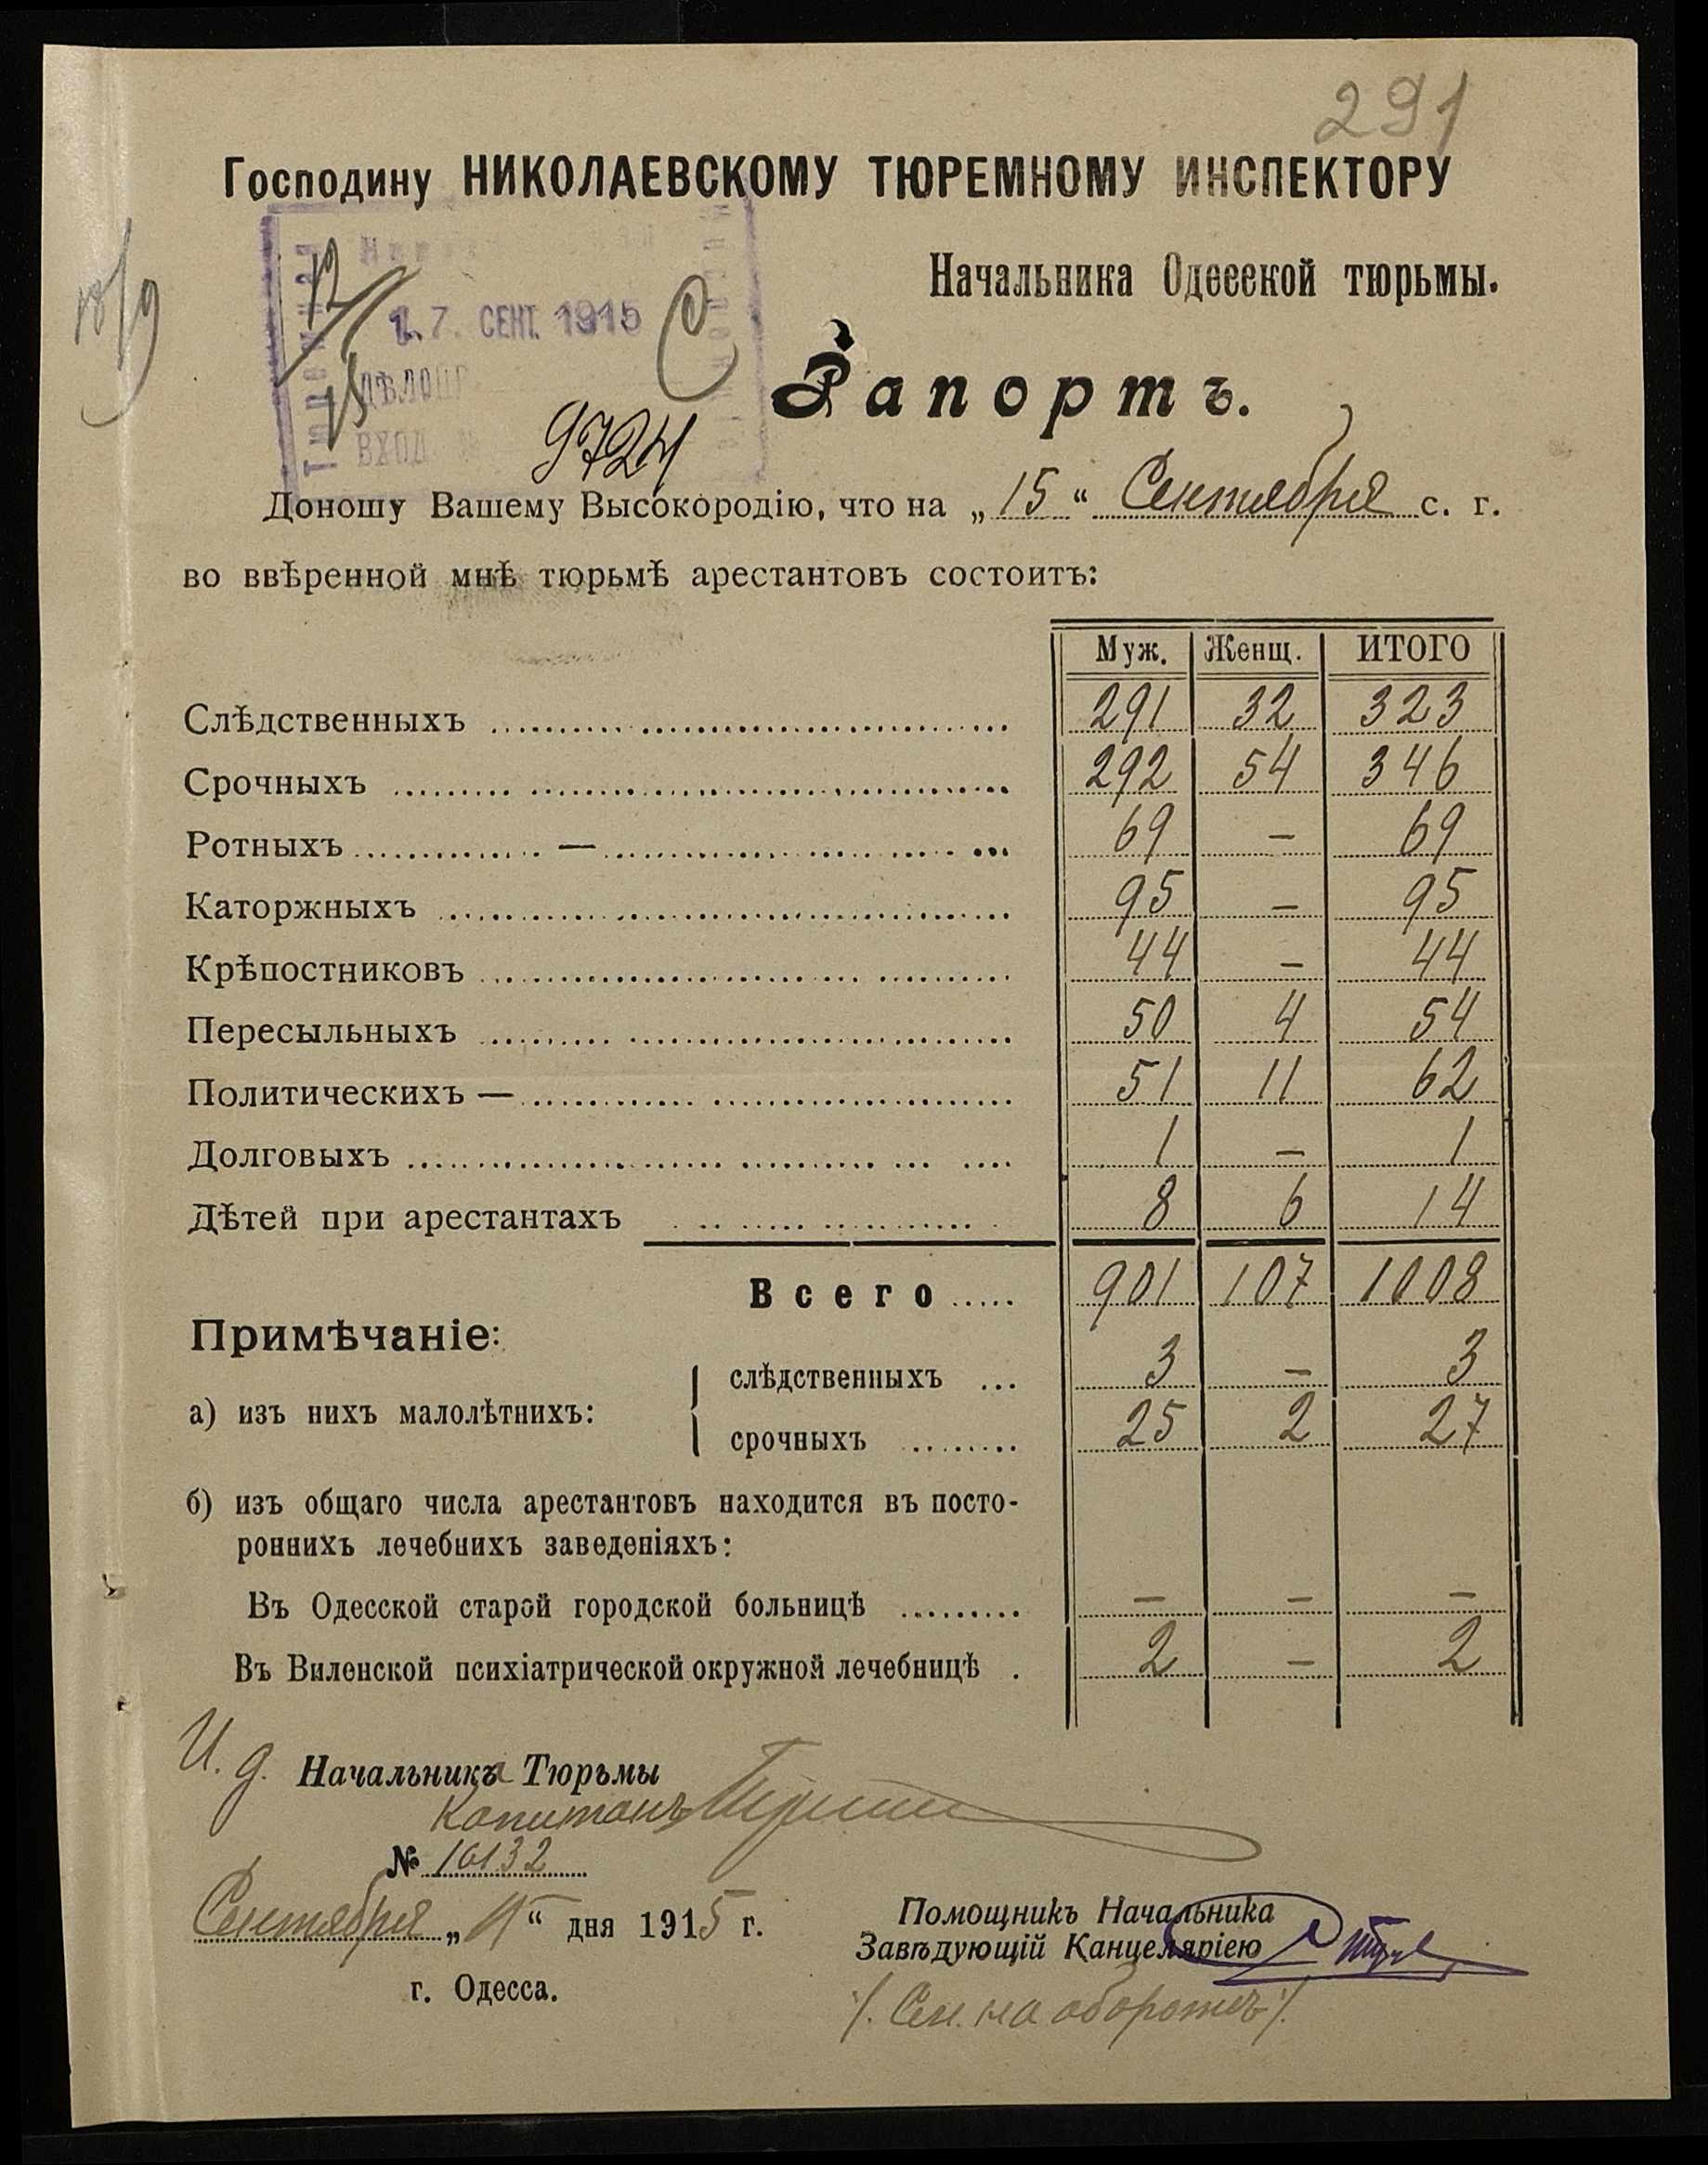 291
Господину НИКОЛАЕВСКОМУ ТЮРЕМНОМУ ИНСПЕКТОРУ
18/9
Начальника Одесской тюрьмы.
17. СЕНТ. 1915
ВХОД.
Рапортъ.
9724
Доношу Вашему Высокородію, что на „15“ Сентября с. г.
во ввѣренной мнѣ тюрьмѣ арестантовъ состоитъ:
Муж. Женщ. ИТОГО
Слѣдственныхъ 291 32 323
Срочныхъ 292 54 346
Ротныхъ — 69 — 69
Каторжныхъ 95 — 95
Крѣпостниковъ 44 — 44
Пересыльныхъ 50 4 54
Политическихъ — 51 11 62
Долговыхъ 1 — 1
Дѣтей при арестантахъ 8 6 14
Всего 901 107 1008
Примѣчаніе:
а) изъ нихъ малолѣтнихъ:
слѣдственныхъ 3 — 3
срочныхъ 25 2 27
б) изъ общаго числа арестантовъ находится въ посто-
роннихъ лечебнихъ заведеніяхъ:
Въ Одесской старой городской больницѣ — — —
Въ Виленской психіатрической окружной лечебницѣ 2 — 2
И. д. Начальника Тюрьмы
Капитанъ
№ 16132
Сентября „ “ дня 1915 г.
Помощникъ Начальника
Завѣдующій Канцеляріею
г. Одесса.
/. См. на оборотѣ /.